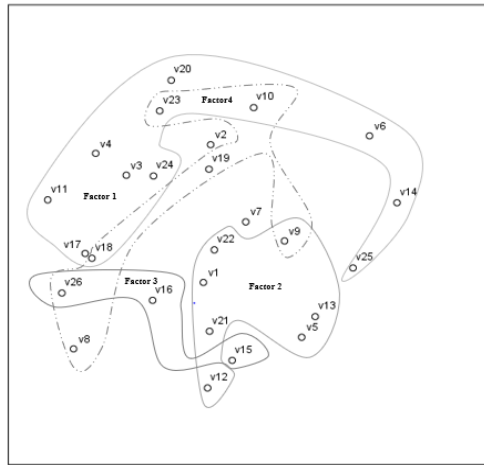 v20
v23
Factor4
v10
v6
v4
v2
v3
v24
v19
v11
Factor 1
v14
v7
v9
v17
v18
v22
v25
v26
Factor 3
v1
Factor 2
v16
v13
v21
v5
v8
v15
v12